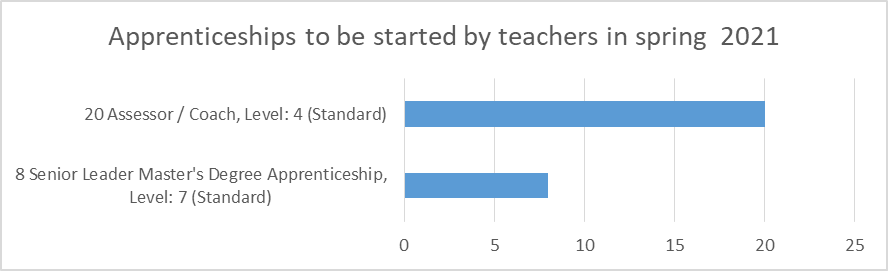 Apprenticeships to be started by teachers in spring  2021
20 Assessor / Coach, Level: 4 (Standard)
8 Senior Leader Master's Degree Apprenticeship,
Level: 7 (Standard)
0 5 10 15 20 25